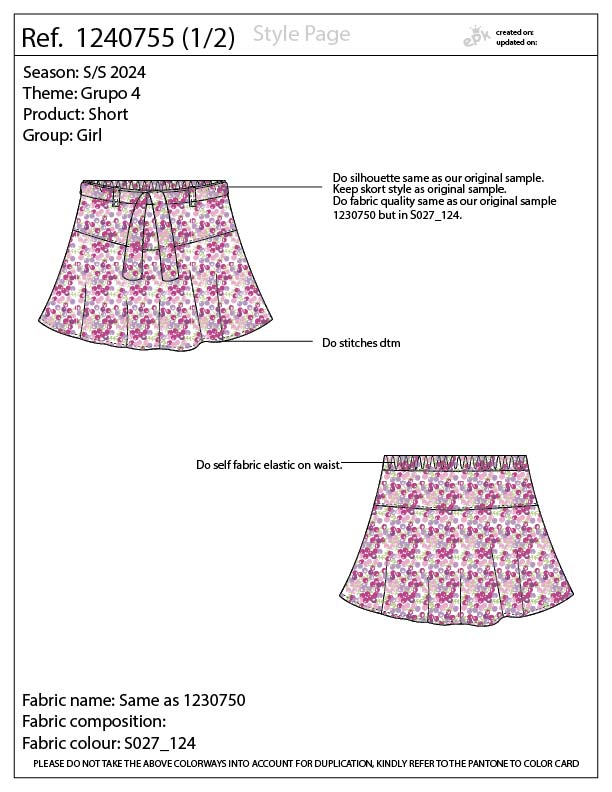 Ref. 1240755 (1/2)
Style Page
epk
created on:
updated on:
Season: S/S 2024
Theme: Grupo 4
Product: Short
Group: Girl
Do silhouette same as our original sample.
Keep skort style as original sample.
Do fabric quality same as our original sample
1230750 but in S027_124.
Do stitches dtm
Do self fabric elastic on waist.
Fabric name: Same as 1230750
Fabric composition:
Fabric colour: S027_124
PLEASE DO NOT TAKE THE ABOVE COLORWAYS INTO ACCOUNT FOR DUPLICATION, KINDLY REFER TO THE PANTONE TO COLOR CARD